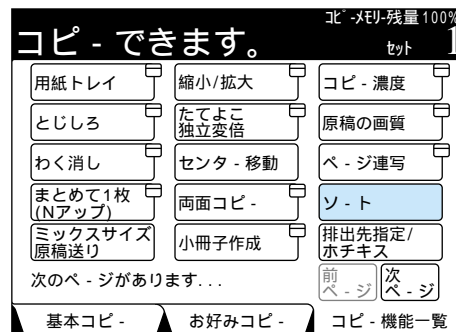 コピ-メモリ-残量100%
コピ-できます。
セット 1
用紙トレイ
縮小/拡大
コピ-濃度
とじしろ
たてよこ
独立変倍
原稿の画質
わく消し
センタ-移動
ペ-ジ連写
まとめて1枚
(Nアップ)
両面コピ-
ソ-ト
ミックスサイズ
原稿送り
小冊子作成
排出先指定/
ホチキス
次のペ-ジがあります...
前
ペ-ジ
次
ペ-ジ
基本コピ-
お好みコピ-
コピ-機能一覧